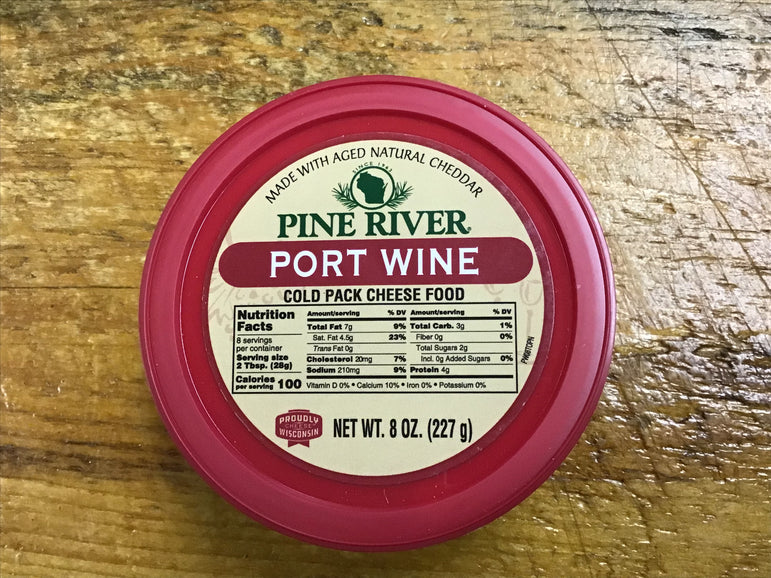 MADE WITH AGED NATURAL CHEDDAR
PINE RIVER®
PORT WINE
COLD PACK CHEESE FOOD
Nutrition Facts
8 servings per container
Serving size
2 Tbsp. (28g)
Calories per serving 100
Amount/serving % DV
Total Fat 7g 9%
Sat. Fat 4.5g 23%
Trans Fat 0g
Cholesterol 20mg 7%
Sodium 210mg 9%
Amount/serving % DV
Total Carb. 3g 1%
Fiber 0g 0%
Total Sugars 2g
Incl. 0g Added Sugars 0%
Protein 4g
Vitamin D 0% • Calcium 10% • Iron 0% • Potassium 0%
PROUDLY
CHEESE
WISCONSIN
NET WT. 8 OZ. (227 g)